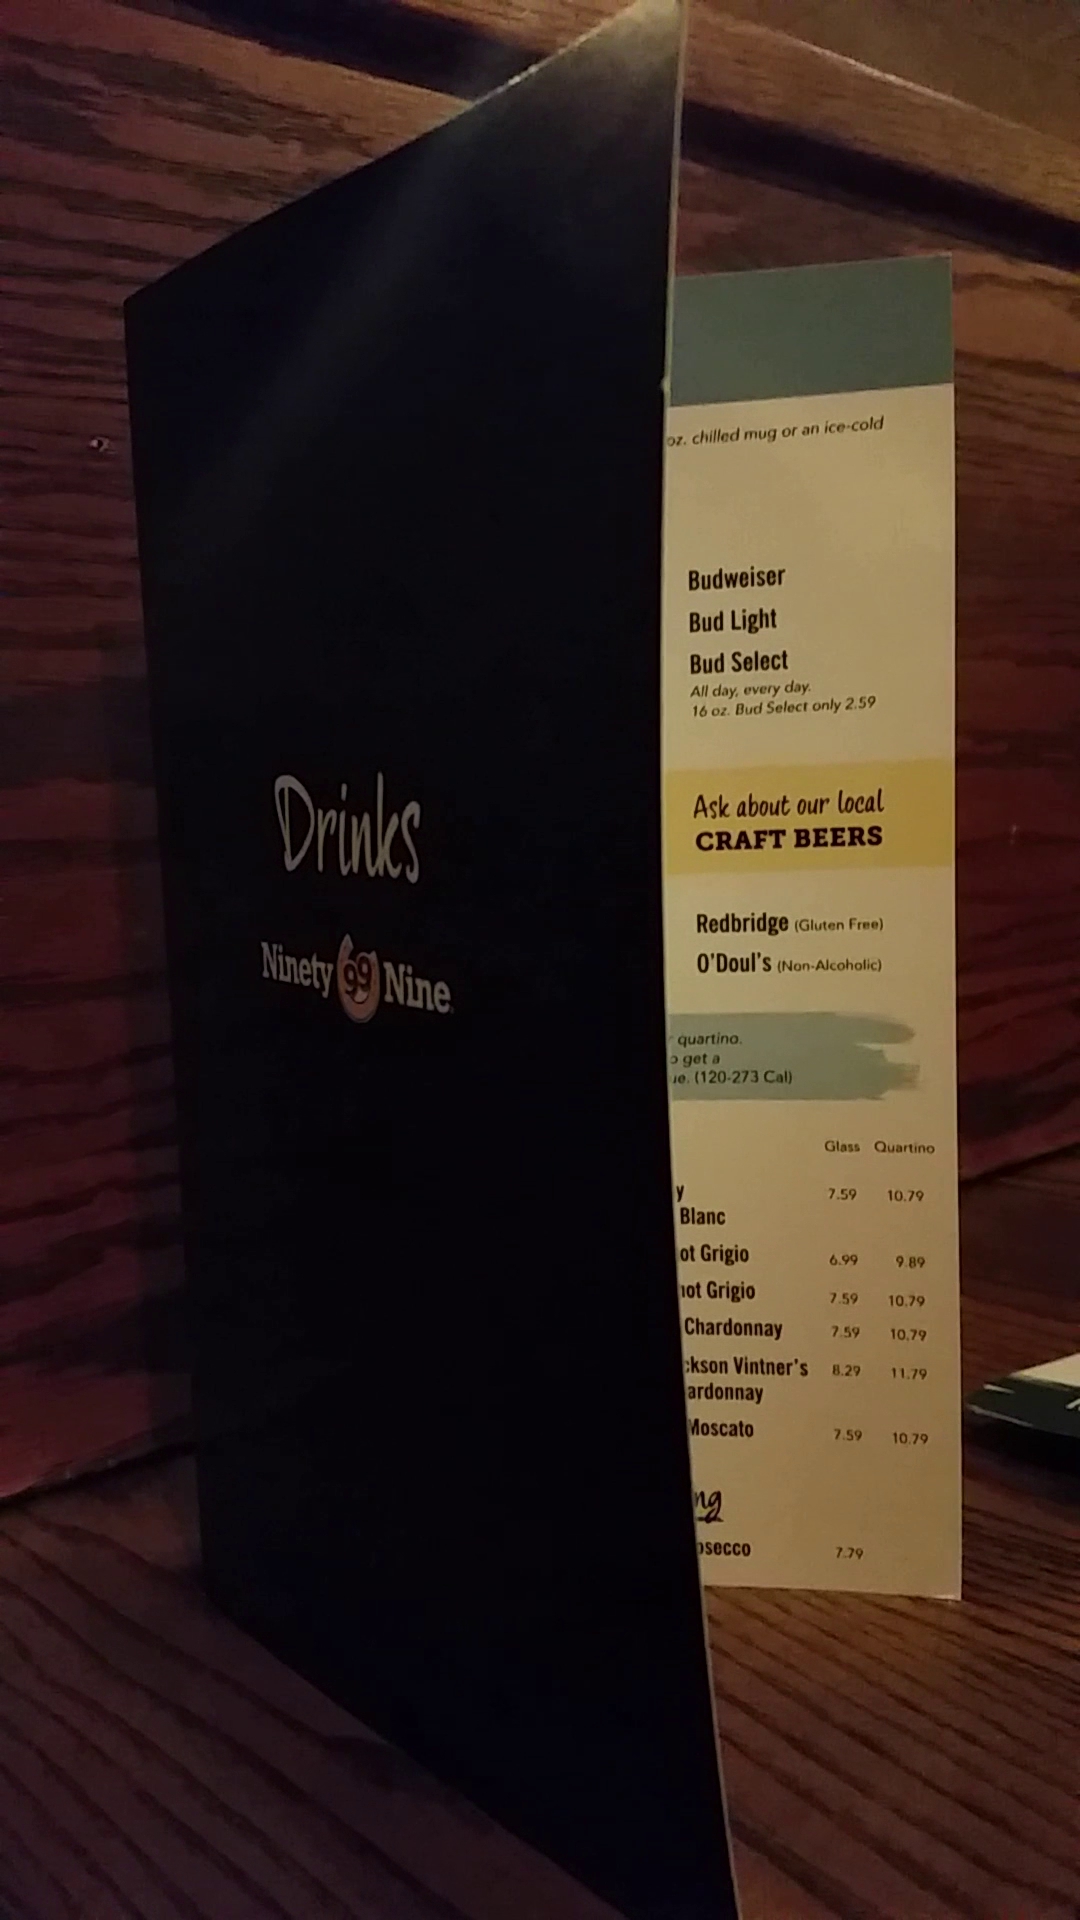 Drinks
Ninety 99 Nine
oz. chilled mug or an ice-cold
Budweiser
Bud Light
Bud Select
All day, every day.
16 oz. Bud Select only 2.59
Ask about our local
CRAFT BEERS
Redbridge (Gluten Free)
O'Doul's (Non-Alcoholic)
quartino.
get a
(120-273 Cal)
Glass Quartino
y 7.59 10.79
Blanc
ot Grigio 6.99 9.89
not Grigio 7.59 10.79
Chardonnay 7.59 10.79
ckson Vintner's 8.29 11.79
ardonnay
Moscato 7.59 10.79
ng
osecco 7.79